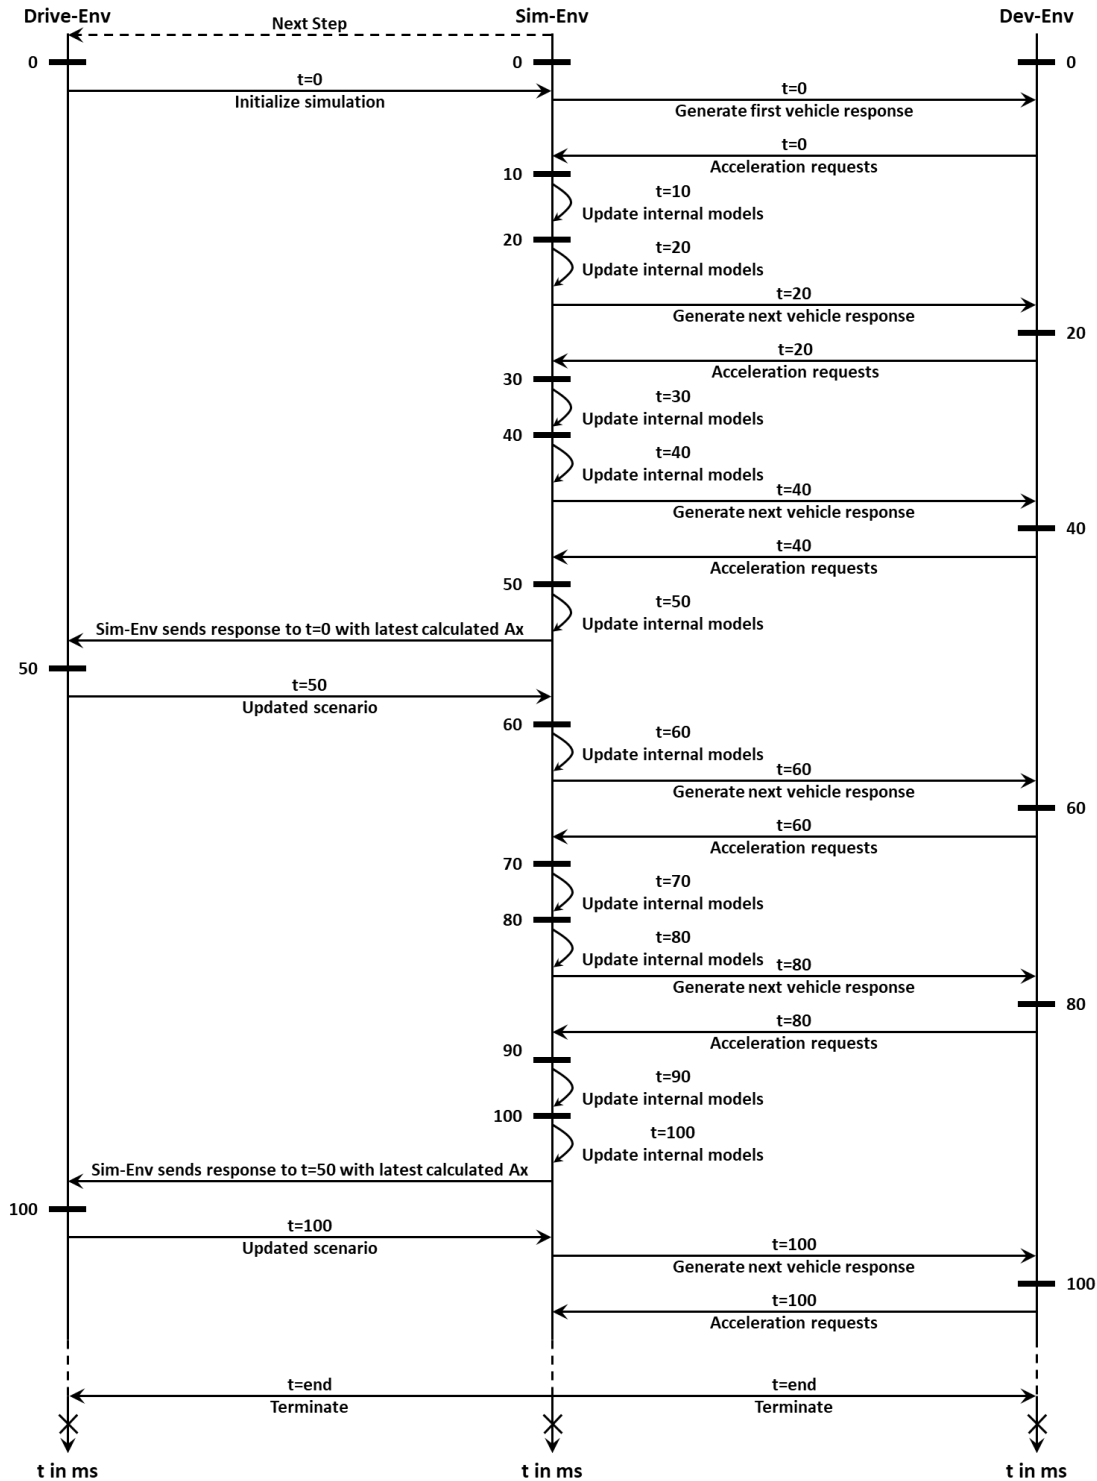 Drive-Env Sim-Env Dev-Env
Next Step
0 0 0
t=0
Initialize simulation
t=0
Generate first vehicle response
t=0
Acceleration requests
10
t=10
Update internal models
20
t=20
Update internal models
t=20
Generate next vehicle response
20
t=20
Acceleration requests
30
t=30
Update internal models
40
t=40
Update internal models
t=40
Generate next vehicle response
40
t=40
Acceleration requests
50
t=50
Update internal models
Sim-Env sends response to t=0 with latest calculated Ax
50
t=50
Updated scenario
60
t=60
Update internal models
t=60
Generate next vehicle response
60
t=60
Acceleration requests
70
t=70
Update internal models
80
t=80
Update internal models
t=80
Generate next vehicle response
80
t=80
Acceleration requests
90
t=90
Update internal models
100
t=100
Update internal models
Sim-Env sends response to t=50 with latest calculated Ax
100
t=100
Updated scenario
t=100
Generate next vehicle response
100
t=100
Acceleration requests
t=end t=end
Terminate Terminate
t in ms t in ms t in ms